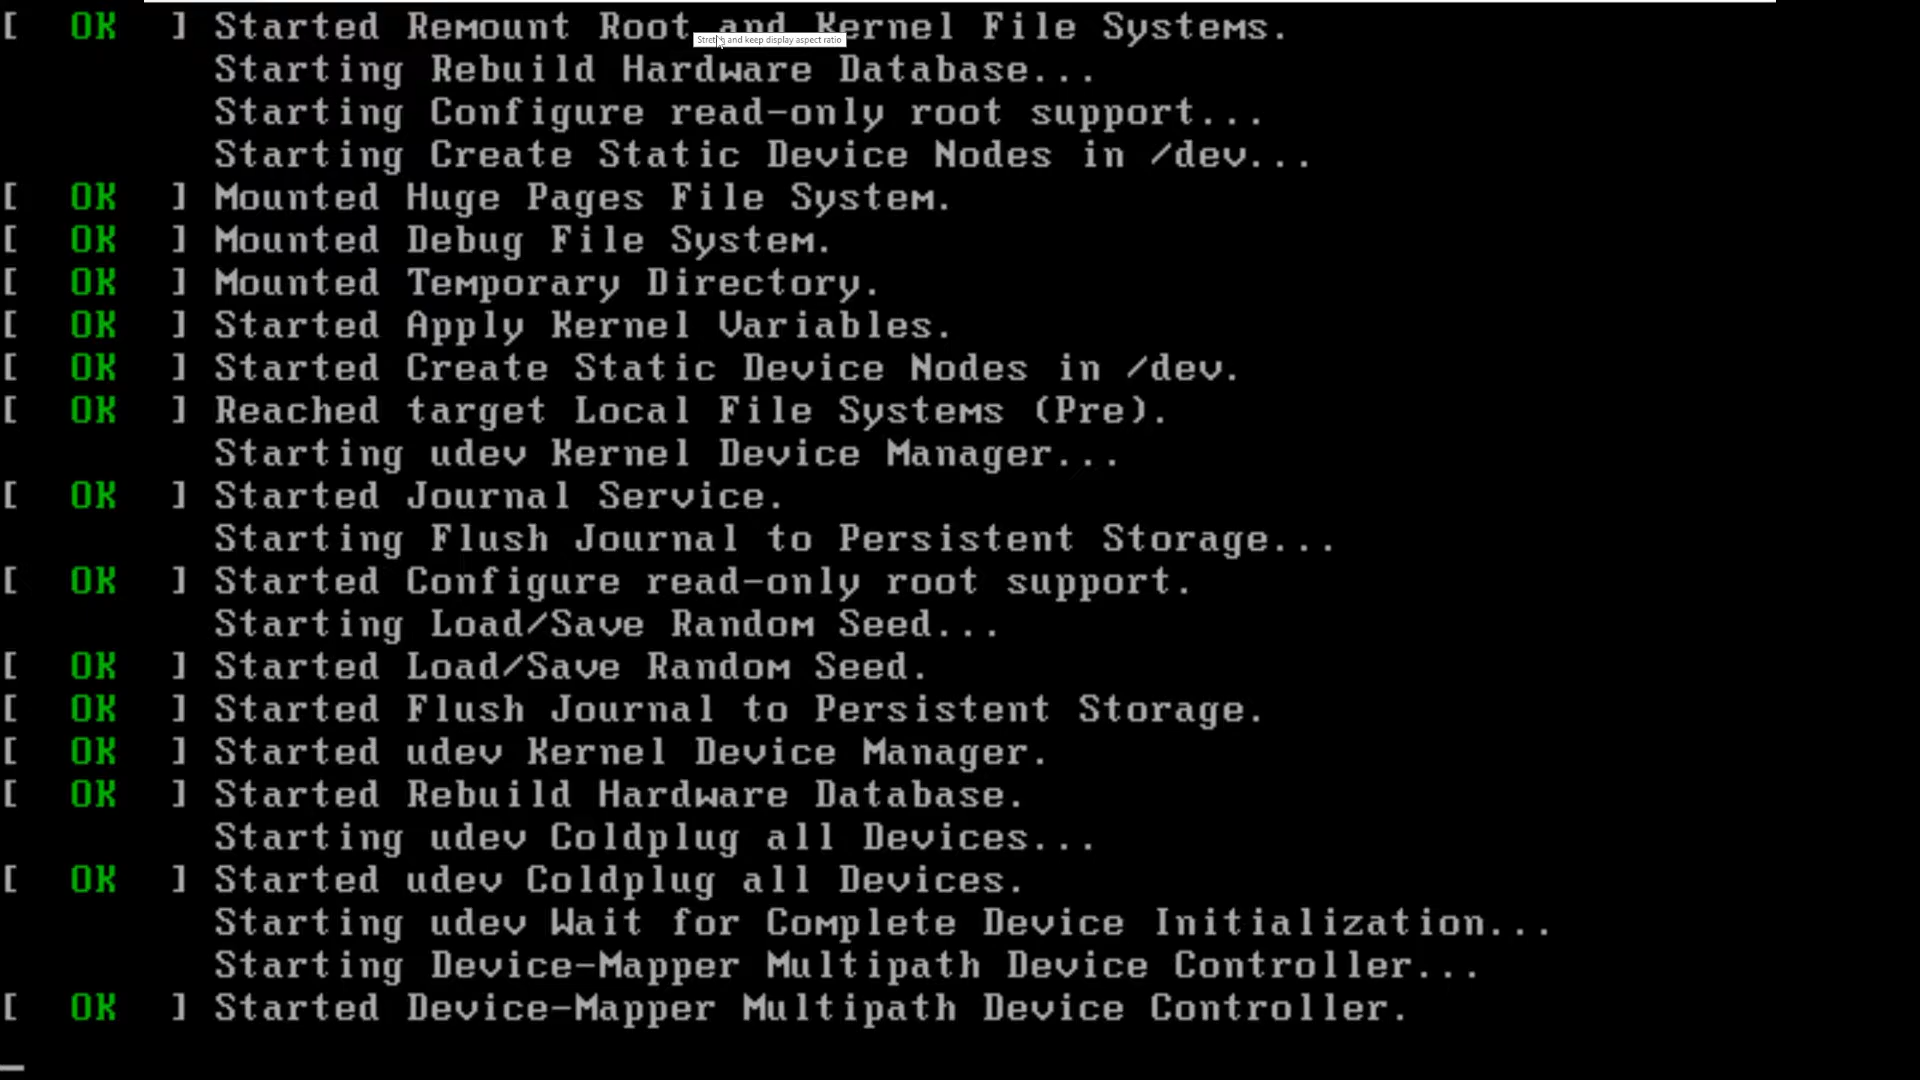 [  OK  ] Started Remount Root and Kernel File Systems.
Stretch and keep display aspect ratio
         Starting Rebuild Hardware Database...
         Starting Configure read-only root support...
         Starting Create Static Device Nodes in /dev...
[  OK  ] Mounted Huge Pages File System.
[  OK  ] Mounted Debug File System.
[  OK  ] Mounted Temporary Directory.
[  OK  ] Started Apply Kernel Variables.
[  OK  ] Started Create Static Device Nodes in /dev.
[  OK  ] Reached target Local File Systems (Pre).
         Starting udev Kernel Device Manager...
[  OK  ] Started Journal Service.
         Starting Flush Journal to Persistent Storage...
[  OK  ] Started Configure read-only root support.
         Starting Load/Save Random Seed...
[  OK  ] Started Load/Save Random Seed.
[  OK  ] Started Flush Journal to Persistent Storage.
[  OK  ] Started udev Kernel Device Manager.
[  OK  ] Started Rebuild Hardware Database.
         Starting udev Coldplug all Devices...
[  OK  ] Started udev Coldplug all Devices.
         Starting udev Wait for Complete Device Initialization...
         Starting Device-Mapper Multipath Device Controller...
[  OK  ] Started Device-Mapper Multipath Device Controller.